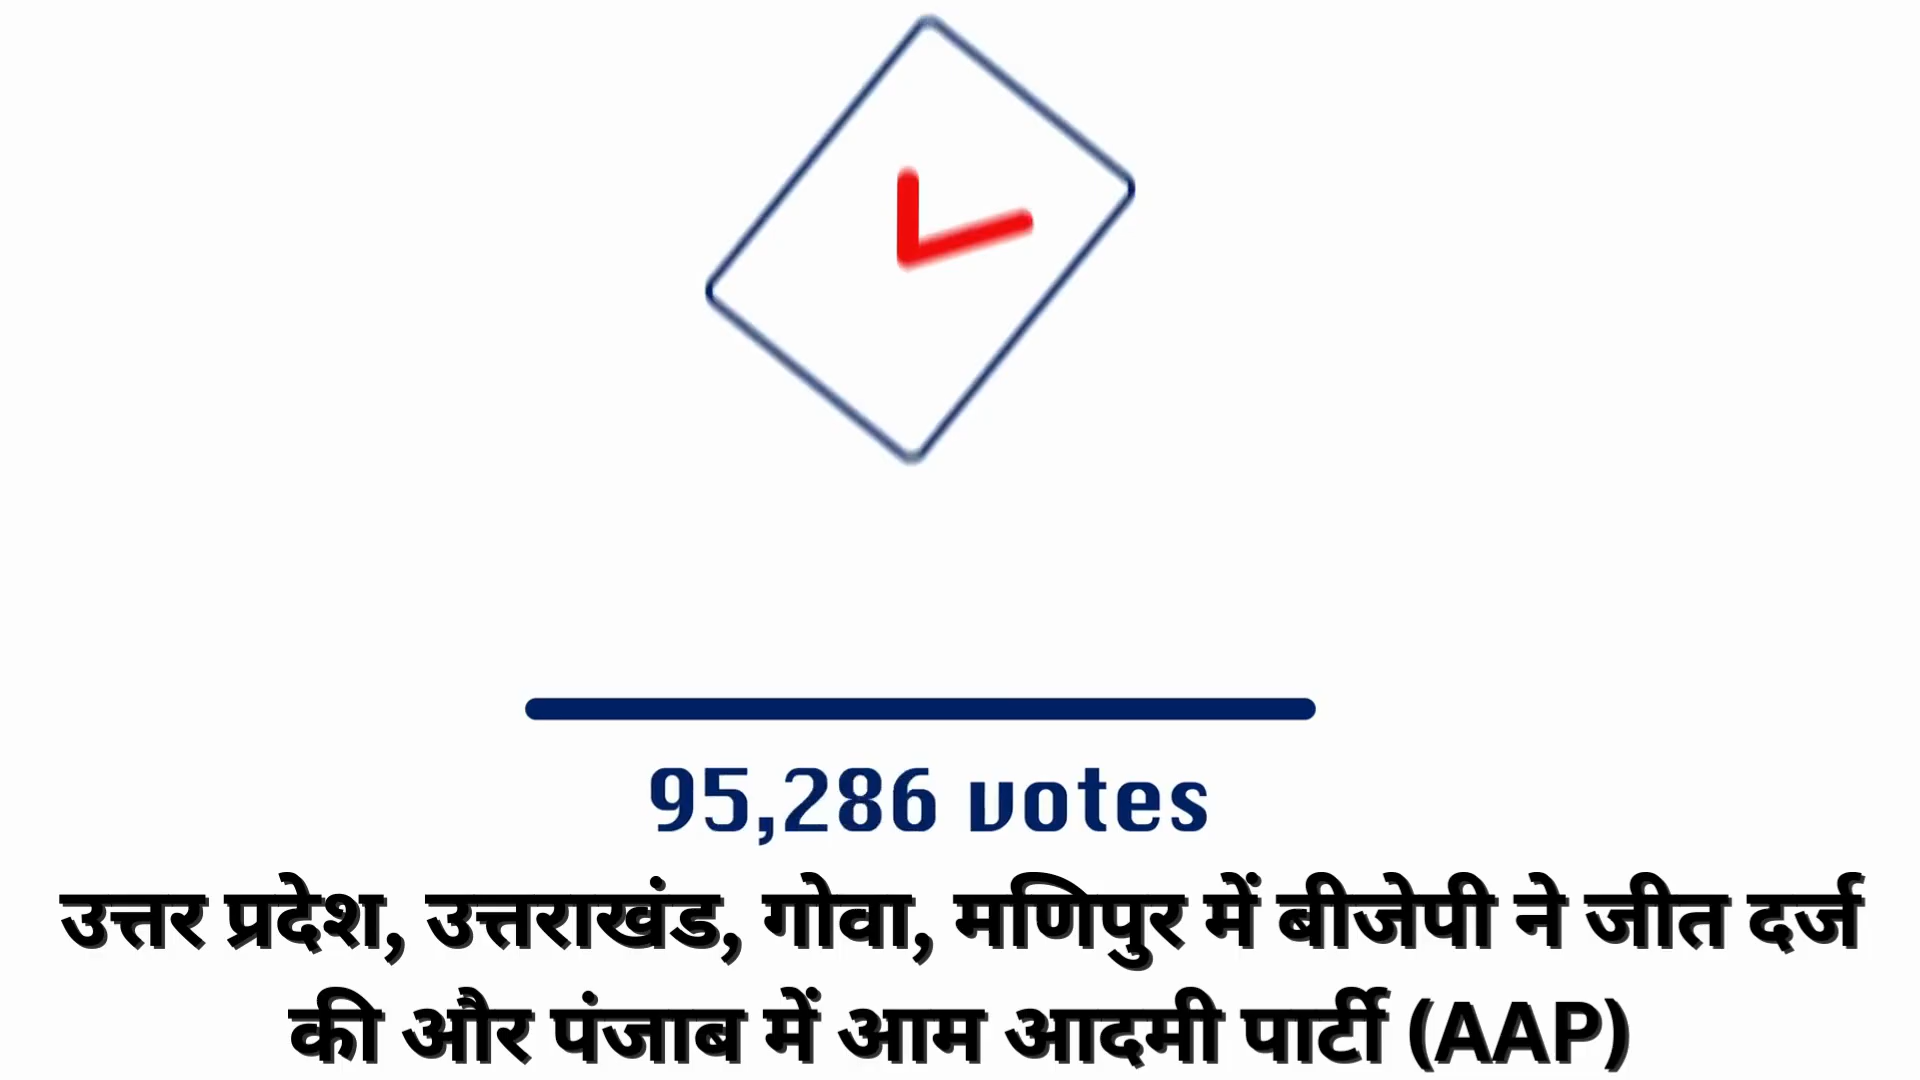 95,286 votes
उत्तर प्रदेश, उत्तराखंड, गोवा, मणिपुर में बीजेपी ने जीत दर्ज
की और पंजाब में आम आदमी पार्टी (AAP)